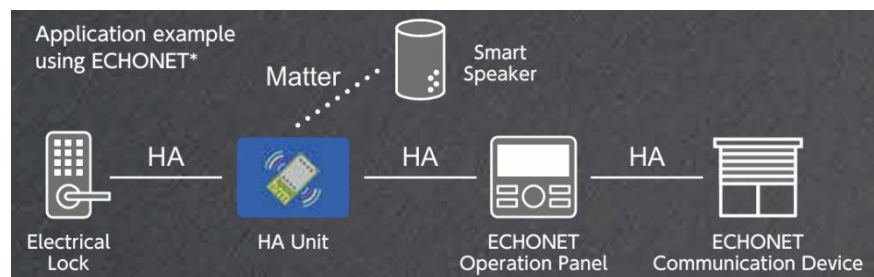 Application example
using ECHONET*
Matter
Smart
Speaker
HA
HA
HA
Electrical
Lock
HA Unit
ECHONET
Operation Panel
ECHONET
Communication Device